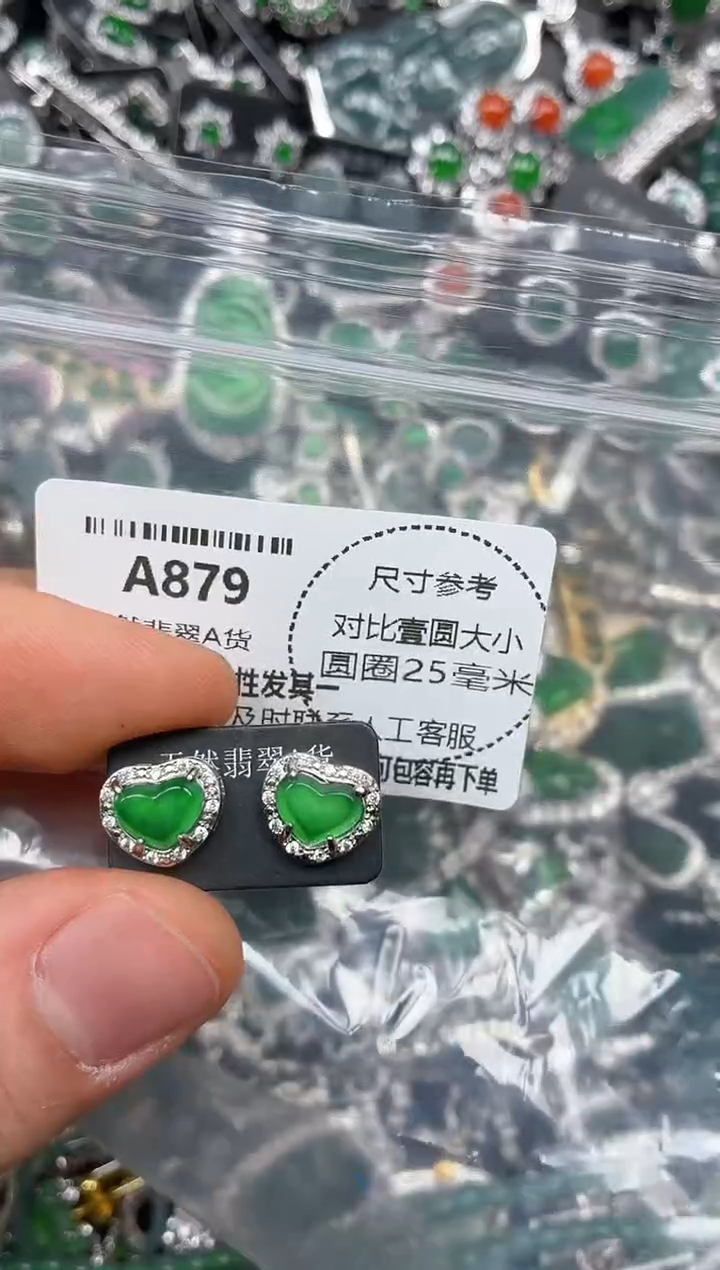 A879
尺寸参考
翡翠A货
对比壹圆大小
圆圈25毫米
性发其一
及时联系人工客服
可包容再下单
天然翡翠A货